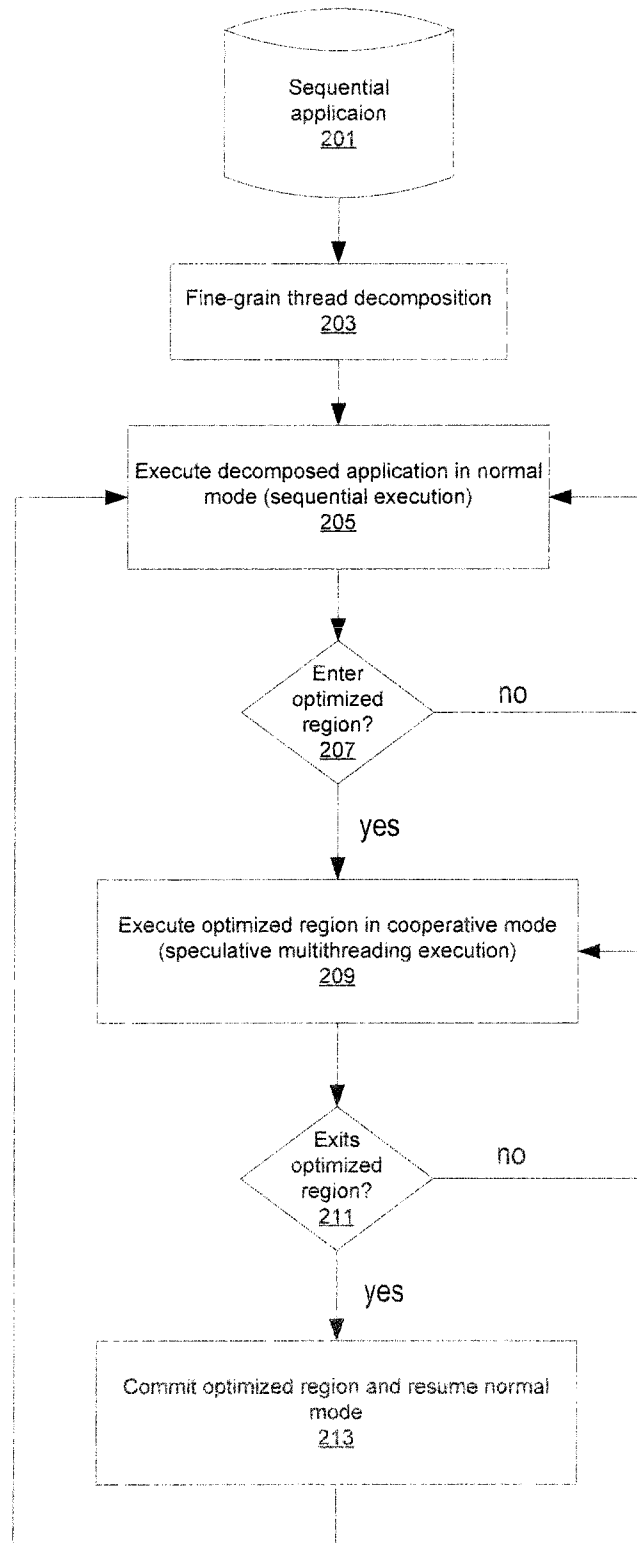 Sequential
applicaion
201
Fine-grain thread decomposition
203
Execute decomposed application in normal
mode (sequential execution)
205
Enter
optimized
region?
207
no
yes
Execute optimized region in cooperative mode
(speculative multithreading execution)
209
Exits
optimized
region?
211
no
yes
Commit optimized region and resume normal
mode
213